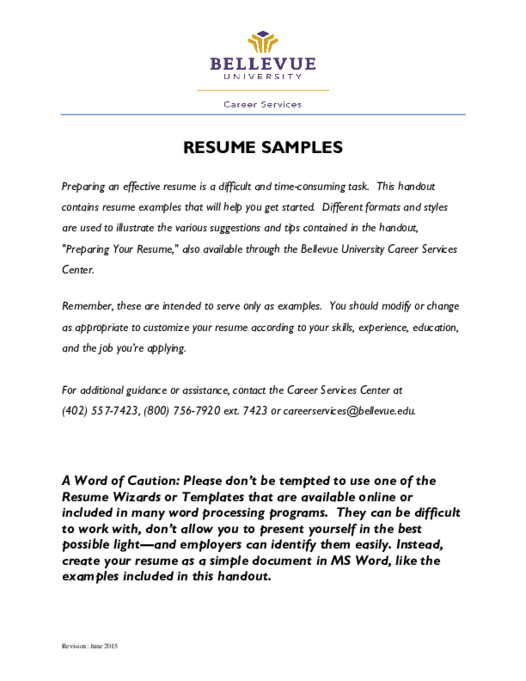 BELLEVUE
UNIVERSITY
Career Services
RESUME SAMPLES
Preparing an effective resume is a difficult and time-consuming task.  This handout
contains resume examples that will help you get started.  Different formats and styles
are used to illustrate the various suggestions and tips contained in the handout,
"Preparing Your Resume," also available through the Bellevue University Career Services
Center.
Remember, these are intended to serve only as examples.  You should modify or change
as appropriate to customize your resume according to your skills, experience, education,
and the job you're applying.
For additional guidance or assistance, contact the Career Services Center at
(402) 557-7423, (800) 756-7920 ext. 7423 or careerservices@bellevue.edu.
A Word of Caution: Please don't be tempted to use one of the
Resume Wizards or Templates that are available online or
included in many word processing programs.  They can be difficult
to work with, don't allow you to present yourself in the best
possible light—and employers can identify them easily. Instead,
create your resume as a simple document in MS Word, like the
examples included in this handout.
Revision: June 2015